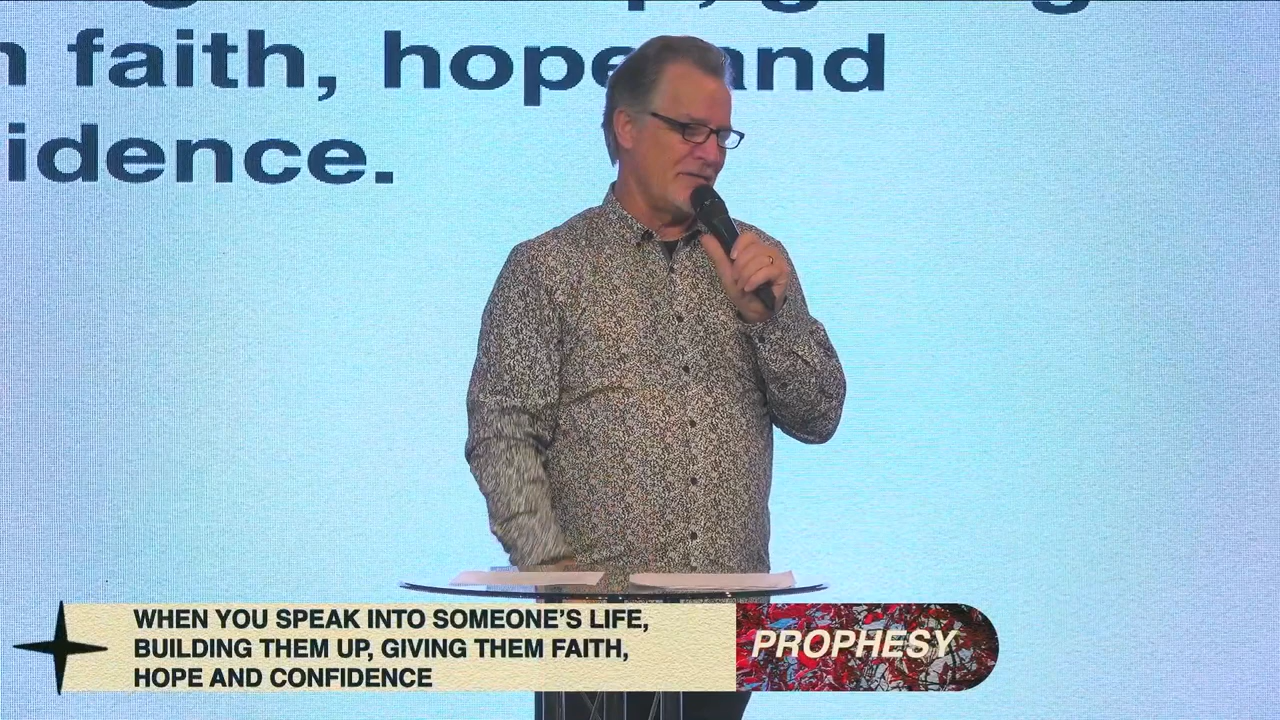 faith, hope and
idence.
WHEN YOU SPEAK INTO SOMEONE'S LIFE,
BUILDING THEM UP, GIVING THEM FAITH,
HOPE AND CONFIDENCE
PROPHESY